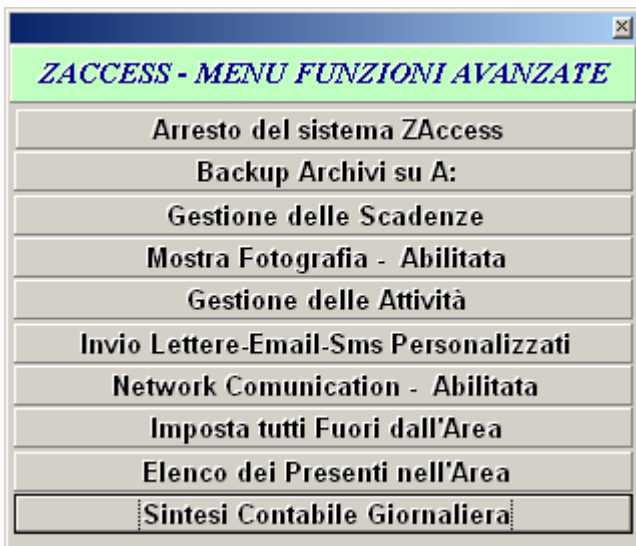 ZACCESS - MENU FUNZIONI AVANZATE
Arresto del sistema ZAccess
Backup Archivi su A:
Gestione delle Scadenze
Mostra Fotografia - Abilitata
Gestione delle Attività
Invio Lettere-Email-Sms Personalizzati
Network Comunication - Abilitata
Imposta tutti Fuori dall'Area
Elenco dei Presenti nell'Area
Sintesi Contabile Giornaliera